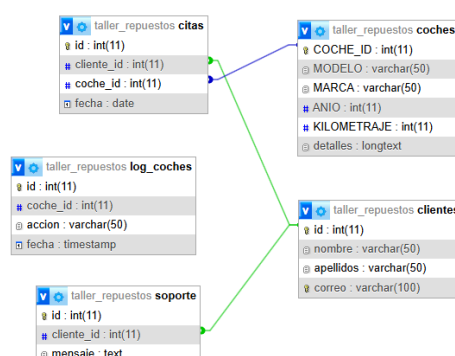 taller_repuestos citas
id : int(11)
# cliente_id : int(11)
# coche_id : int(11)
fecha : date
taller_repuestos coches
COCHE_ID : int(11)
MODELO : varchar(50)
MARCA : varchar(50)
# ANIO : int(11)
# KILOMETRAJE : int(11)
detalles : longtext
taller_repuestos log_coches
id : int(11)
# coche_id : int(11)
accion : varchar(50)
fecha : timestamp
taller_repuestos clientes
id : int(11)
nombre : varchar(50)
apellidos : varchar(50)
correo : varchar(100)
taller_repuestos soporte
id : int(11)
# cliente_id : int(11)
mensaje : text